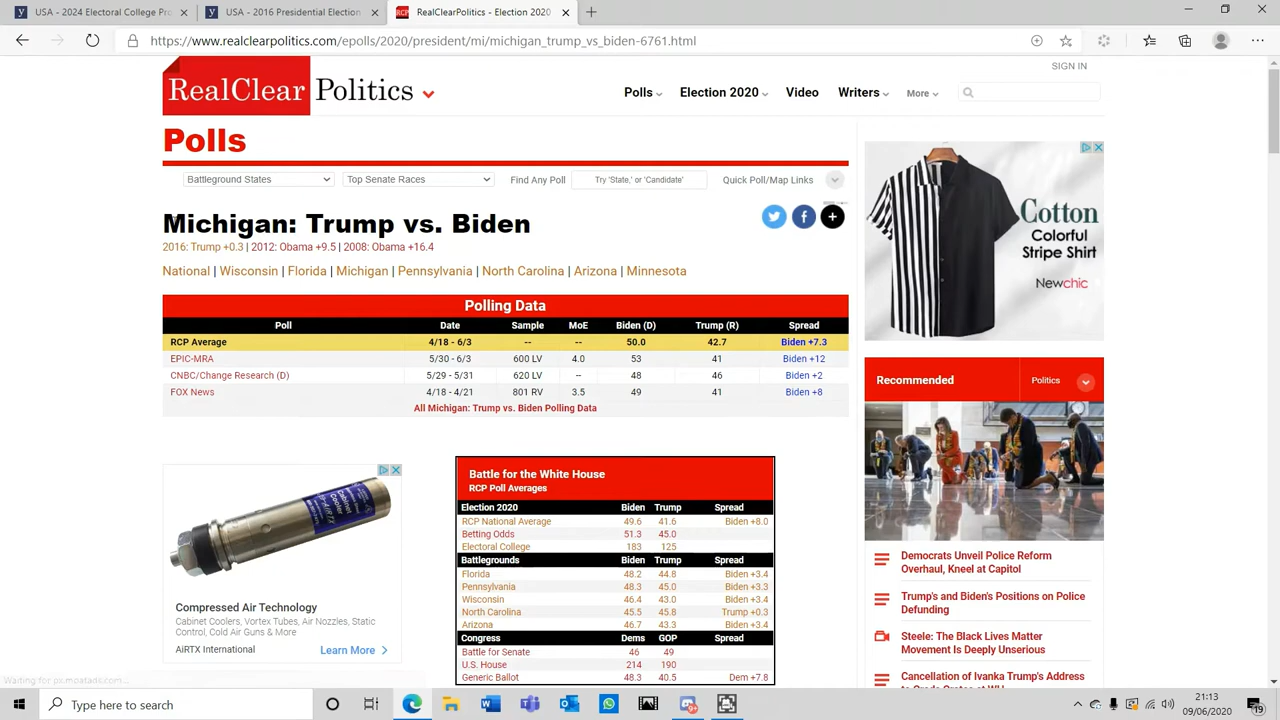 USA - 2024 Electoral College Pro
USA - 2016 Election
RealClearPolitics - Election 2020
https://www.realclearpolitics.com/epolls/2020/president/mi/michigan_trump_vs_biden-6761.html
SIGN IN
RealClear Politics
Polls Election 2020 Video Writers More
Polls
Battleground States Top Senate Races Find Any Poll Try 'State,' or 'Candidate' Quick Poll/Map Links
Michigan: Trump vs. Biden
2016: Trump +0.3 | 2012: Obama +9.5 | 2008: Obama +16.4
National | Wisconsin | Florida | Michigan | Pennsylvania | North Carolina | Arizona | Minnesota
Polling Data
Poll Date Sample MoE Biden (D) Trump (R) Spread
RCP Average 4/18 - 6/3 -- -- 50.0 42.7 Biden +7.3
EPIC-MRA 5/30 - 6/3 600 LV 4.0 53 41 Biden +12
CNBC/Change Research (D) 5/29 - 5/31 620 LV -- 48 46 Biden +2
FOX News 4/18 - 4/21 801 RV 3.5 49 41 Biden +8
All Michigan: Trump vs. Biden Polling Data
Compressed Air Technology
Cabinet Coolers, Vortex Tubes, Air Nozzles, Static
Control, Cold Air Guns & More
AiRTX International Learn More
Battle for the White House
RCP Poll Averages
Election 2020 Biden Trump Spread
RCP National Average 49.6 41.6 Biden +8.0
Betting Odds 51.3 45.0
Electoral College 183 125
Battlegrounds Biden Trump Spread
Florida 48.2 44.8 Biden +3.4
Pennsylvania 48.3 45.0 Biden +3.3
Wisconsin 46.4 43.0 Biden +3.4
North Carolina 45.5 45.8 Trump +0.3
Arizona 46.7 43.3 Biden +3.4
Congress Dems GOP Spread
Battle for Senate 46 49
U.S. House 214 190
Generic Ballot 48.3 40.5 Dem +7.8
Cotton
Colorful
Stripe Shirt
Newchic
Recommended Politics
Democrats Unveil Police Reform
Overhaul, Kneel at Capitol
Trump's and Biden's Positions on Police
Defunding
Steele: The Black Lives Matter
Movement Is Deeply Unserious
Cancellation of Ivanka Trump's Address
Type here to search
21:13
09/06/2020
19